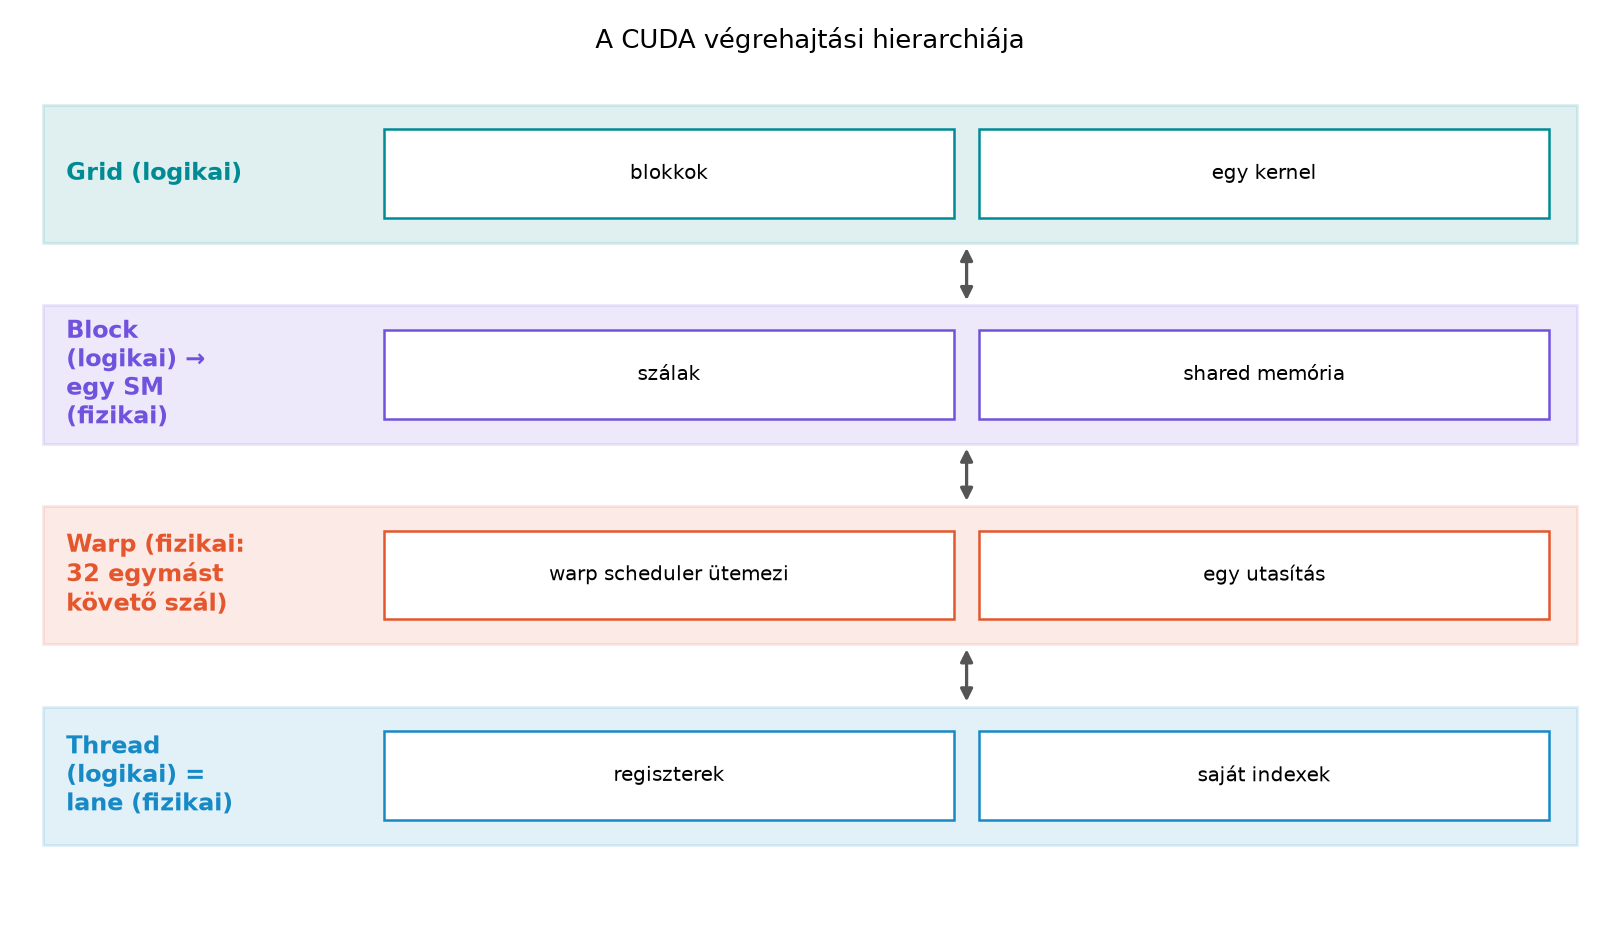 A CUDA végrehajtási hierarchiája
Grid (logikai)
blokkok
egy kernel
Block
(logikai) →
egy SM
(fizikai)
szálak
shared memória
Warp (fizikai:
32 egymást
követő szál)
warp scheduler ütemezi
egy utasítás
Thread
(logikai) =
lane (fizikai)
regiszterek
saját indexek